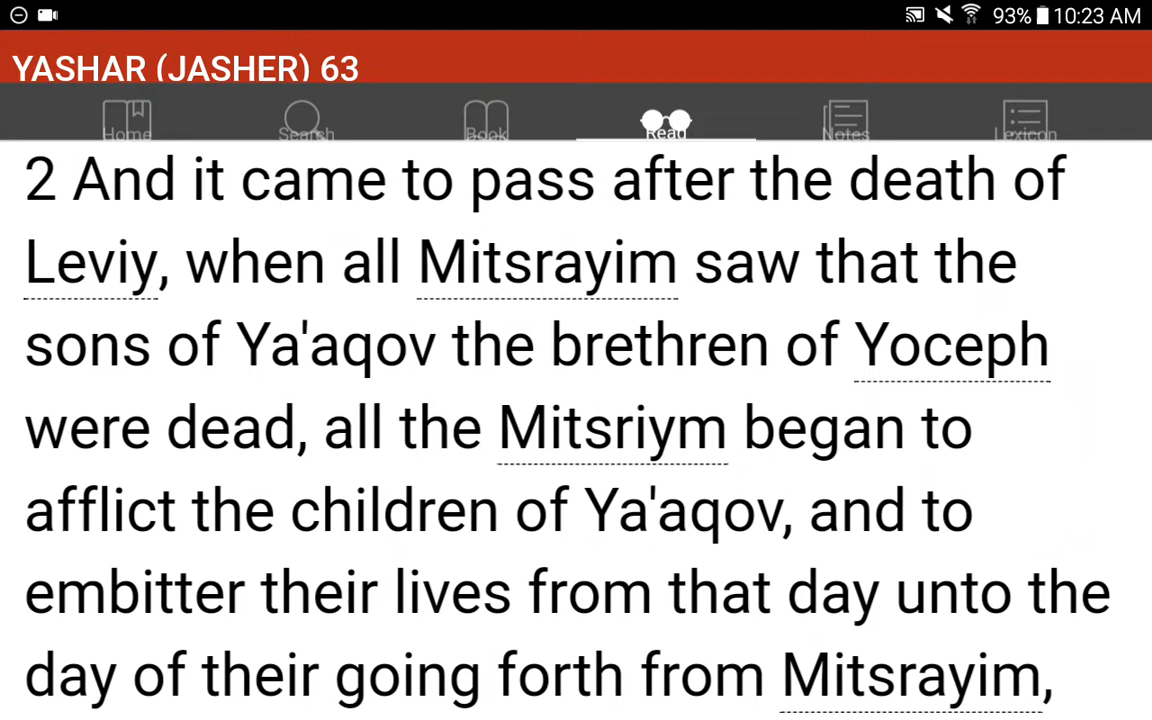 93% 10:23 AM
YASHAR (JASHER) 63
Home Search Book Read Notes Lexicon
2 And it came to pass after the death of
Leviy, when all Mitsrayim saw that the
sons of Ya'aqov the brethren of Yoceph
were dead, all the Mitsriym began to
afflict the children of Ya'aqov, and to
embitter their lives from that day unto the
day of their going forth from Mitsrayim,